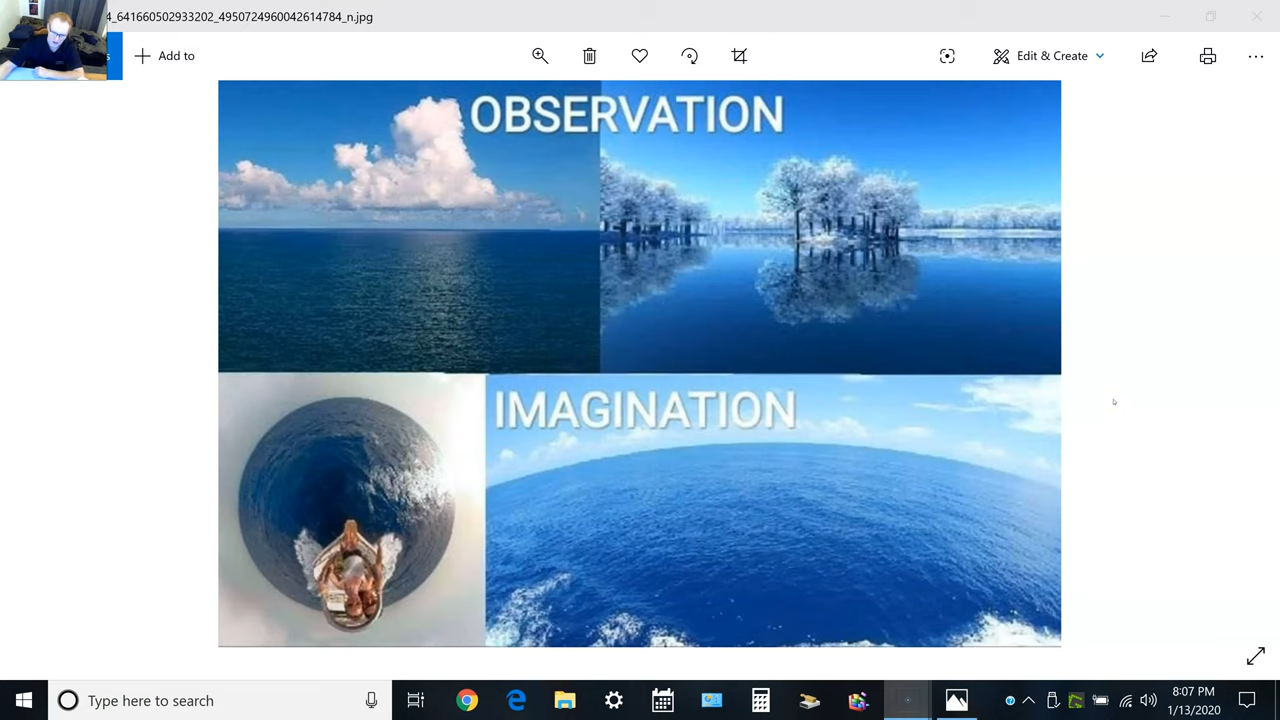 4_641660502933202_4950724960042614784_n.jpg
Add to
Edit & Create
OBSERVATION
IMAGINATION
Type here to search
8:07 PM
1/13/2020